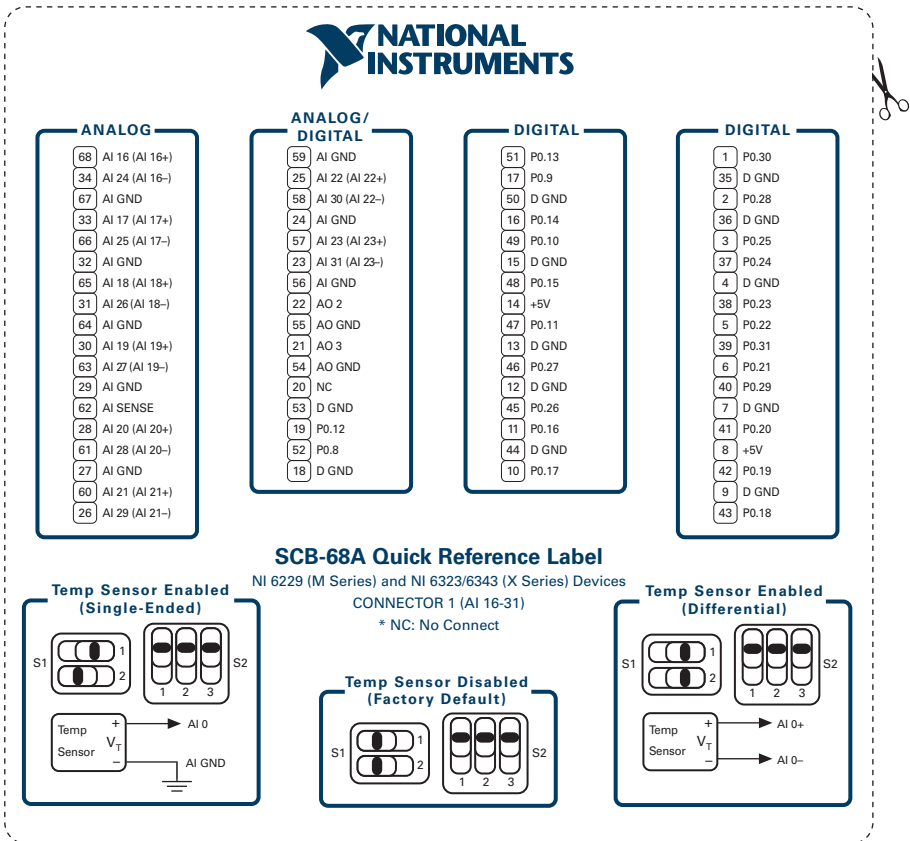 NATIONAL
INSTRUMENTS
ANALOG
68 AI 16 (AI 16+)
34 AI 24 (AI 16–)
67 AI GND
33 AI 17 (AI 17+)
66 AI 25 (AI 17–)
32 AI GND
65 AI 18 (AI 18+)
31 AI 26 (AI 18–)
64 AI GND
30 AI 19 (AI 19+)
63 AI 27 (AI 19–)
29 AI GND
62 AI SENSE
28 AI 20 (AI 20+)
61 AI 28 (AI 20–)
27 AI GND
60 AI 21 (AI 21+)
26 AI 29 (AI 21–)
ANALOG/
DIGITAL
59 AI GND
25 AI 22 (AI 22+)
58 AI 30 (AI 22–)
24 AI GND
57 AI 23 (AI 23+)
23 AI 31 (AI 23–)
56 AI GND
22 AO 2
55 AO GND
21 AO 3
54 AO GND
20 NC
53 D GND
19 P0.12
52 P0.8
18 D GND
DIGITAL
51 P0.13
17 P0.9
50 D GND
16 P0.14
49 P0.10
15 D GND
48 P0.15
14 +5V
47 P0.11
13 D GND
46 P0.27
12 D GND
45 P0.26
11 P0.16
44 D GND
10 P0.17
DIGITAL
1 P0.30
35 D GND
2 P0.28
36 D GND
3 P0.25
37 P0.24
4 D GND
38 P0.23
5 P0.22
39 P0.31
6 P0.21
40 P0.29
7 D GND
41 P0.20
8 +5V
42 P0.19
9 D GND
43 P0.18
SCB-68A Quick Reference Label
NI 6229 (M Series) and NI 6323/6343 (X Series) Devices
CONNECTOR 1 (AI 16-31)
* NC: No Connect
Temp Sensor Enabled
(Single-Ended)
S1 1 S2
2
1 2 3
Temp + AI 0
Sensor VT
– AI GND
Temp Sensor Disabled
(Factory Default)
S1 1 S2
2
1 2 3
Temp Sensor Enabled
(Differential)
S1 1 S2
2
1 2 3
Temp + AI 0+
Sensor VT
– AI 0–